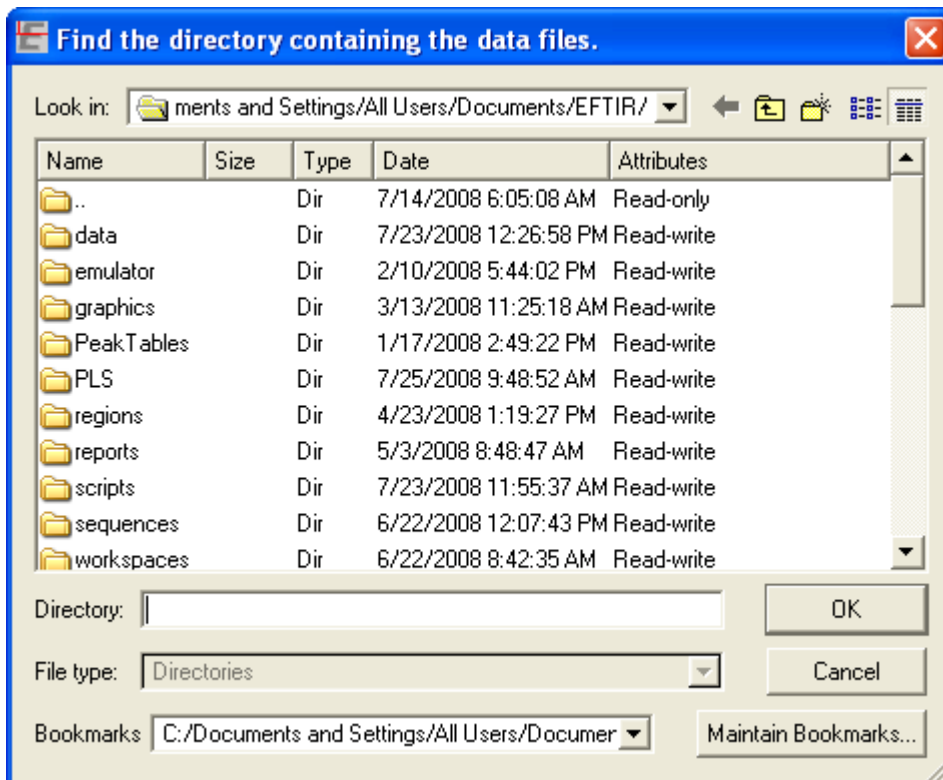 Find the directory containing the data files.
Look in: ments and Settings/All Users/Documents/EFTIR/
Name Size Type Date Attributes
.. Dir 7/14/2008 6:05:08 AM Read-only
data Dir 7/23/2008 12:26:58 PM Read-write
emulator Dir 2/10/2008 5:44:02 PM Read-write
graphics Dir 3/13/2008 11:25:18 AM Read-write
PeakTables Dir 1/17/2008 2:49:22 PM Read-write
PLS Dir 7/25/2008 9:48:52 AM Read-write
regions Dir 4/23/2008 1:19:27 PM Read-write
reports Dir 5/3/2008 8:48:47 AM Read-write
scripts Dir 7/23/2008 11:55:37 AM Read-write
sequences Dir 6/22/2008 12:07:43 PM Read-write
workspaces Dir 6/22/2008 8:42:35 AM Read-write
Directory: OK
File type: Directories Cancel
Bookmarks C:/Documents and Settings/All Users/Documer Maintain Bookmarks...